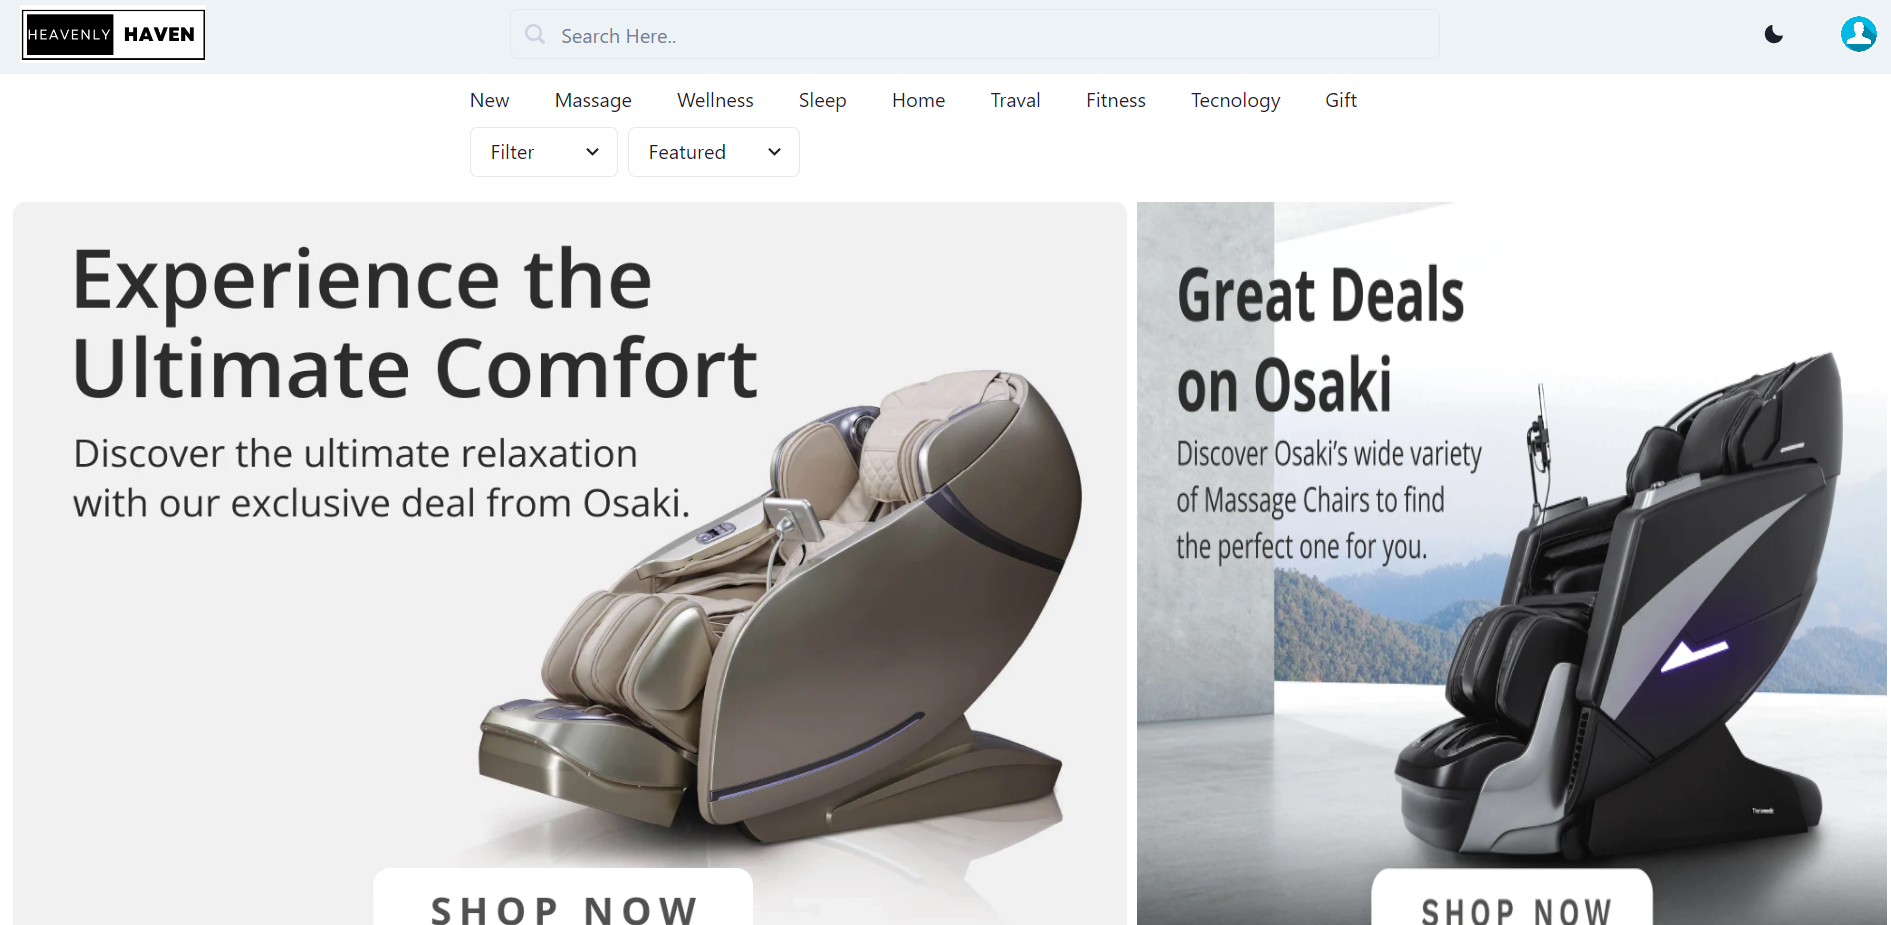 HEAVENLY HAVEN
Search Here..
New Massage Wellness Sleep Home Traval Fitness Tecnology Gift
Filter Featured
Experience the
Ultimate Comfort
Discover the ultimate relaxation
with our exclusive deal from Osaki.
SHOP NOW
Great Deals
on Osaki
Discover Osaki's wide variety
of Massage Chairs to find
the perfect one for you.
Theramedic
SHOP NOW